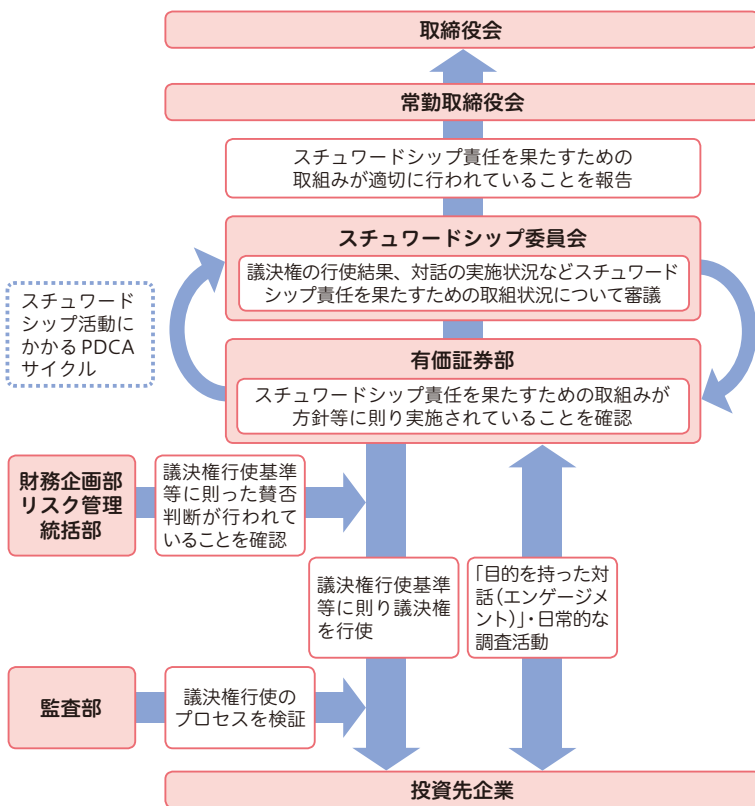 取締役会
常勤取締役会
スチュワードシップ責任を果たすための
取組みが適切に行われていることを報告
スチュワードシップ委員会
議決権の行使結果、対話の実施状況などスチュワード
シップ責任を果たすための取組状況について審議
スチュワード
シップ活動に
かかるPDCA
サイクル
有価証券部
スチュワードシップ責任を果たすための取組みが
方針等に則り実施されていることを確認
財務企画部
リスク管理
統括部
議決権行使基準
等に則った賛否
判断が行われて
いることを確認
議決権行使基準
等に則り議決権
を行使
「目的を持った対
話(エンゲージメ
ント)」・日常的な
調査活動
監査部
議決権行使の
プロセスを検証
投資先企業